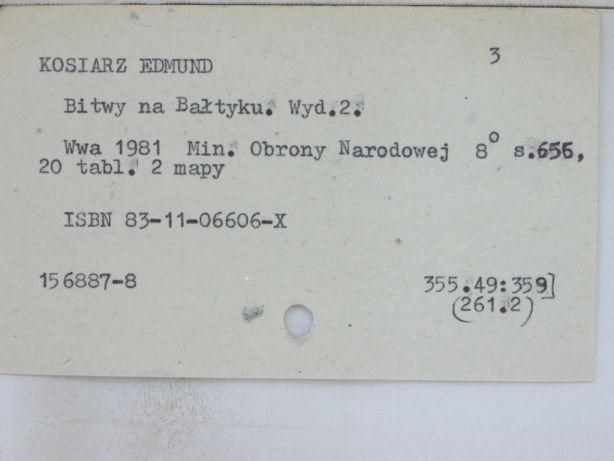 3
KOSIARZ EDMUND
Bitwy na Bałtyku. Wyd.2.
Wwa 1981 Min. Obrony Narodowej 8° s.656,
20 tabl. 2 mapy
ISBN 83-11-06606-X
156887-8 355.49:359]
(261.2)